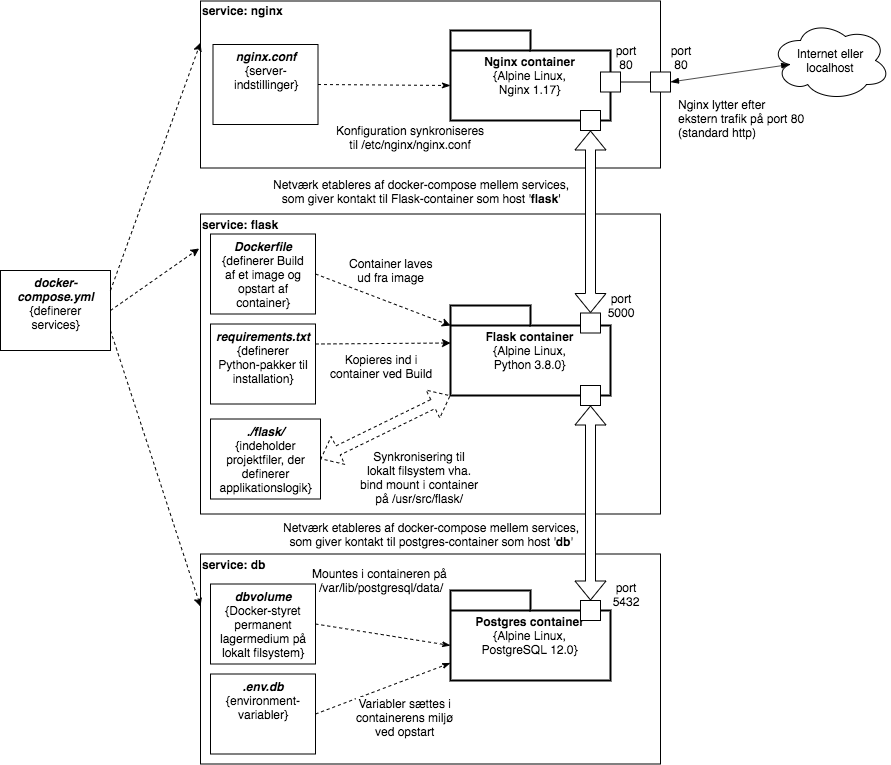 service: nginx
nginx.conf
{server-
indstillinger}
Nginx container
{Alpine Linux,
Nginx 1.17}
port
80
port
80
Internet eller
localhost
Nginx lytter efter
ekstern trafik på port 80
(standard http)
Konfiguration synkroniseres
til /etc/nginx/nginx.conf
Netværk etableres af docker-compose mellem services,
som giver kontakt til Flask-container som host 'flask'
docker-
compose.yml
{definerer
services}
service: flask
Dockerfile
{definerer Build
af et image og
opstart af
container}
Container laves
ud fra image
port
5000
Flask container
{Alpine Linux,
Python 3.8.0}
requirements.txt
{definerer
Python-pakker til
installation}
Kopieres ind i
container ved Build
./flask/
{indeholder
projektfiler, der
definerer
applikationslogik}
Synkronisering til
lokalt filsystem vha.
bind mount i container
på /usr/src/flask/
Netværk etableres af docker-compose mellem services,
som giver kontakt til postgres-container som host 'db'
service: db
Mountes i containeren på
/var/lib/postgresql/data/
dbvolume
{Docker-styret
permanent
lagermedium på
lokalt filsystem}
port
5432
Postgres container
{Alpine Linux,
PostgreSQL 12.0}
.env.db
{environment-
variabler}
Variabler sættes i
containerens miljø
ved opstart